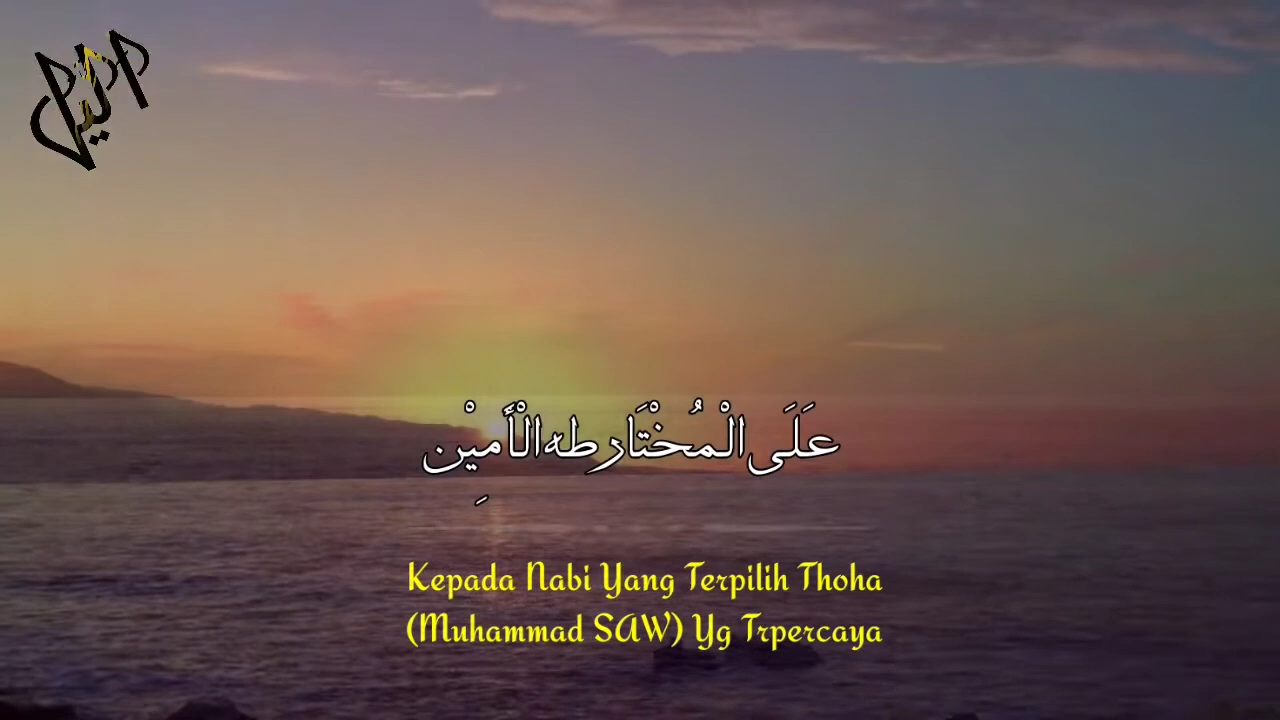 عَلَى الْمُخْتَار طه الْأَمِيْن
Kepada Nabi Yang Terpilih Thoha
(Muhammad SAW) Yg Trpercaya